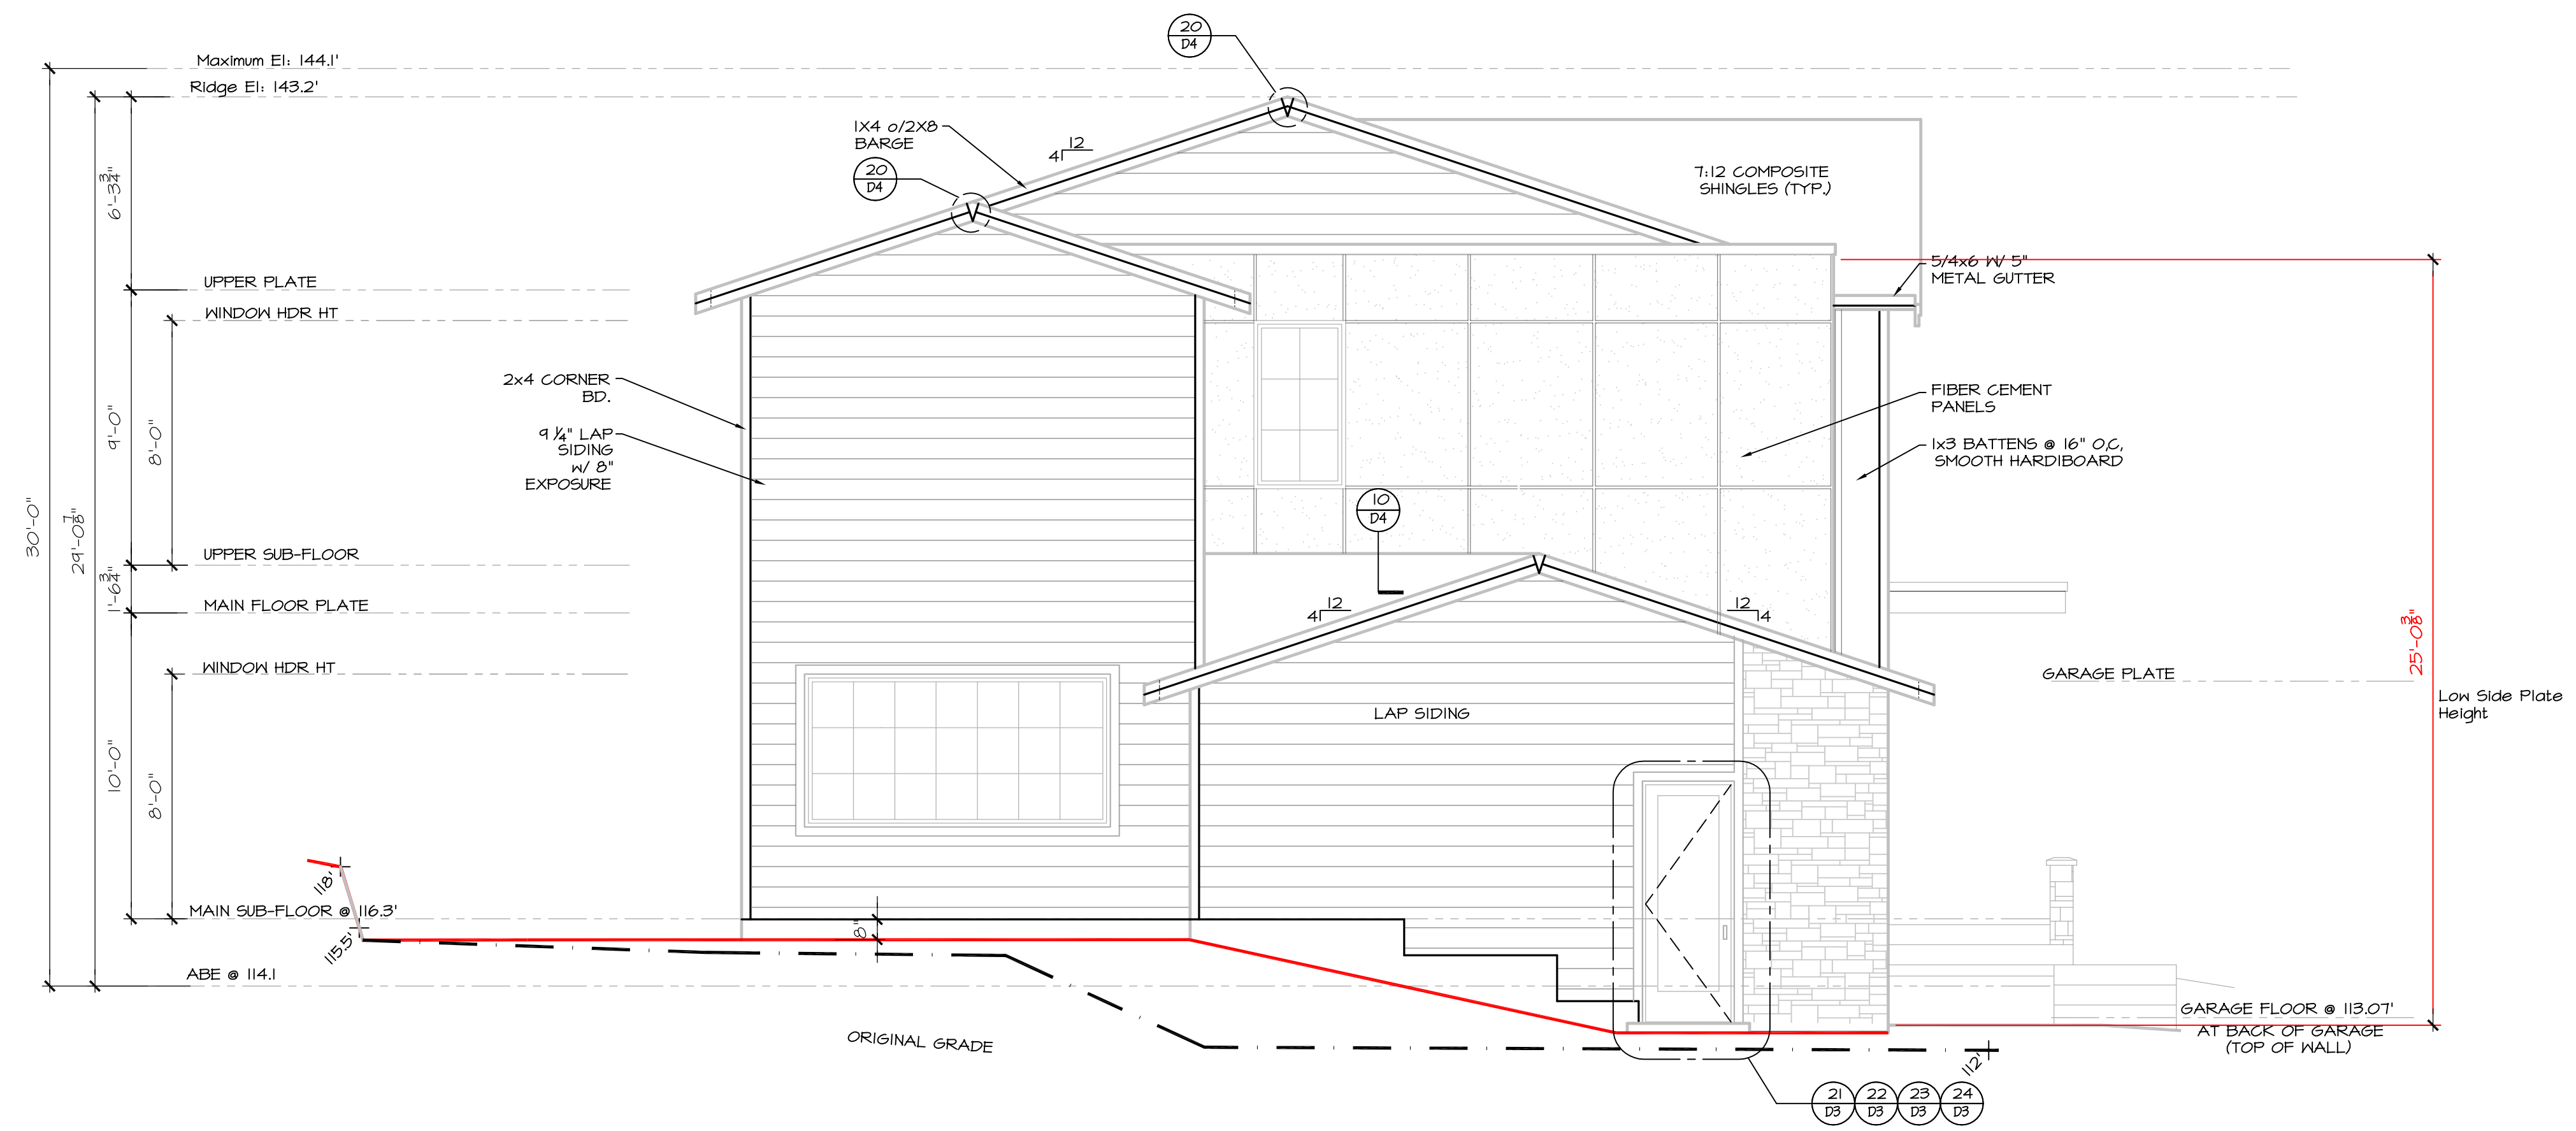 20
D4
Maximum El: 144.1'
Ridge El: 143.2'
1X4 o/2X8
BARGE
12
4
20
D4
7:12 COMPOSITE
SHINGLES (TYP.)
6'-3¾"
UPPER PLATE
WINDOW HDR HT
5/4x6 W/ 5"
METAL GUTTER
2x4 CORNER
BD.
9 ¼" LAP
SIDING
w/ 8"
EXPOSURE
FIBER CEMENT
PANELS
1x3 BATTENS @ 16" O.C,
SMOOTH HARDIBOARD
9'-0"
8'-0"
10
D4
30'-0"
29'-0⅞"
UPPER SUB-FLOOR
1'-6¾"
MAIN FLOOR PLATE
12
4
12
4
25'-0⅜"
WINDOW HDR HT
GARAGE PLATE
Low Side Plate
Height
LAP SIDING
10'-0"
8'-0"
118'
MAIN SUB-FLOOR @ 116.3'
115.5'
8"
ABE @ 114.1
GARAGE FLOOR @ 113.07'
AT BACK OF GARAGE
(TOP OF WALL)
ORIGINAL GRADE
112'
21
D3
22
D3
23
D3
24
D3